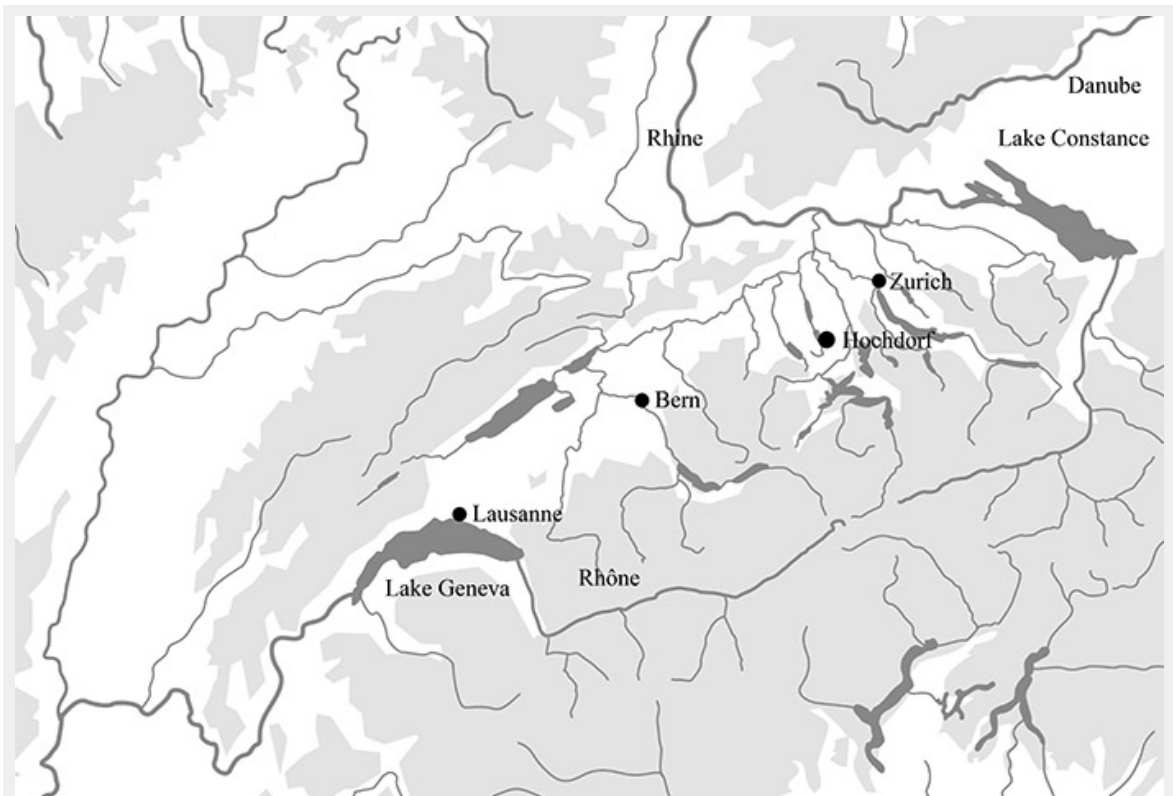 Danube
Rhine
Lake Constance
Zurich
Hochdorf
Bern
Lausanne
Rhône
Lake Geneva